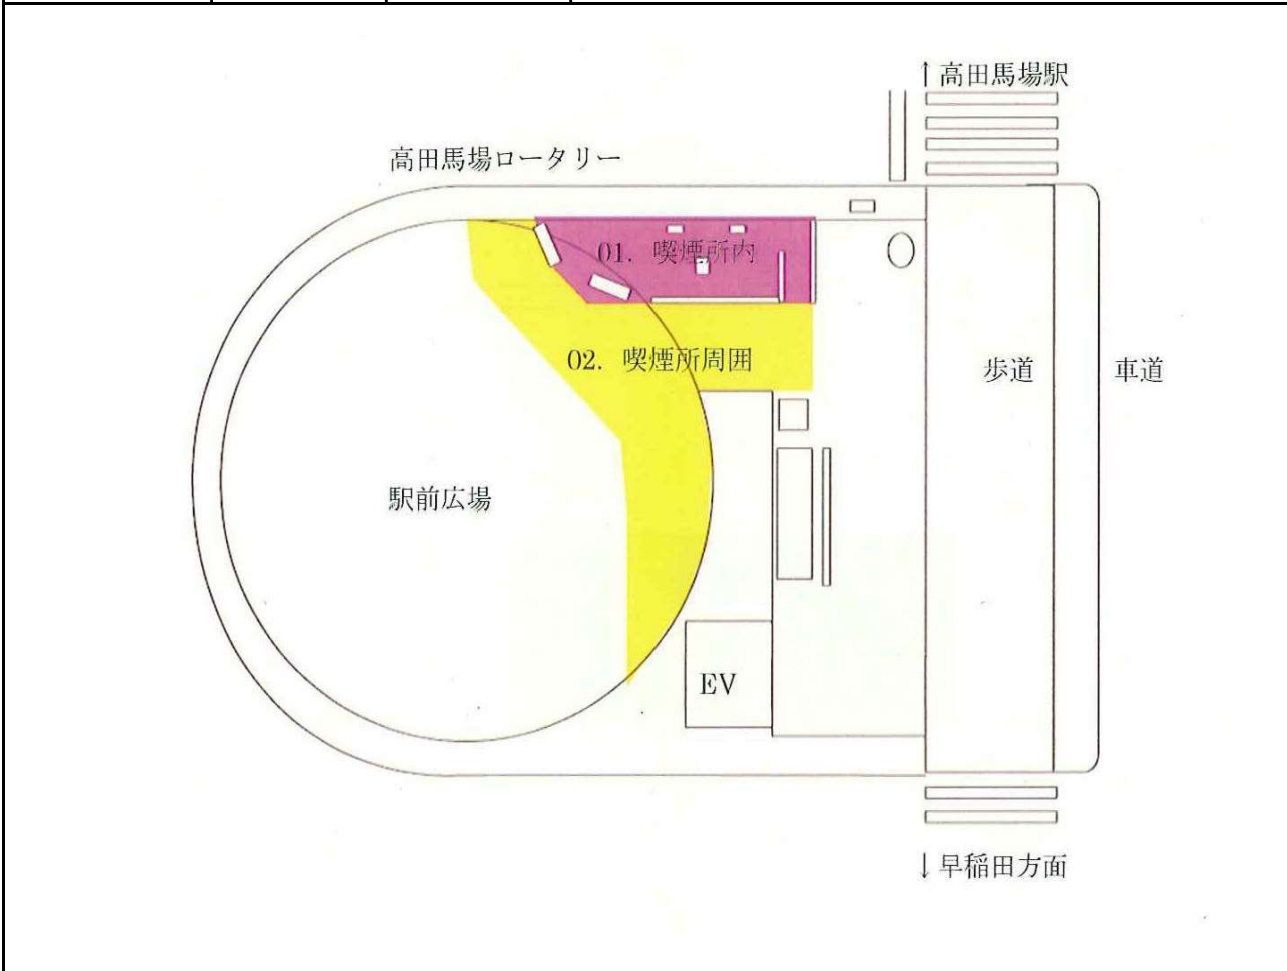 ↑高田馬場駅
高田馬場ロータリー
01. 喫煙所内
02. 喫煙所周囲
歩道
車道
駅前広場
EV
↓早稲田方面